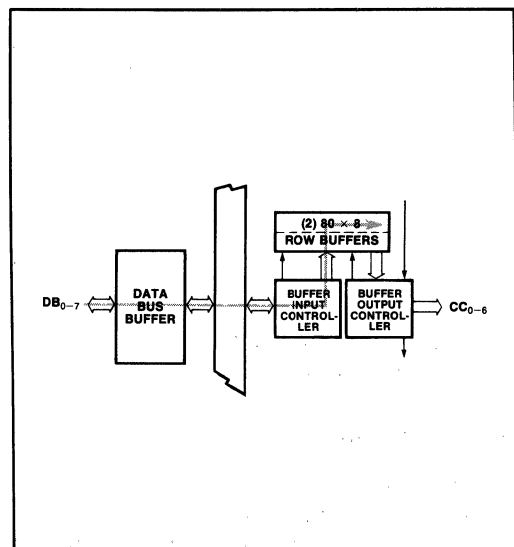 (2) 80 × 8
ROW BUFFERS
DB₀₋₇
DATA
BUS
BUFFER
BUFFER
INPUT
CONTROL-
LER
BUFFER
OUTPUT
CONTROL-
LER
CC₀₋₆